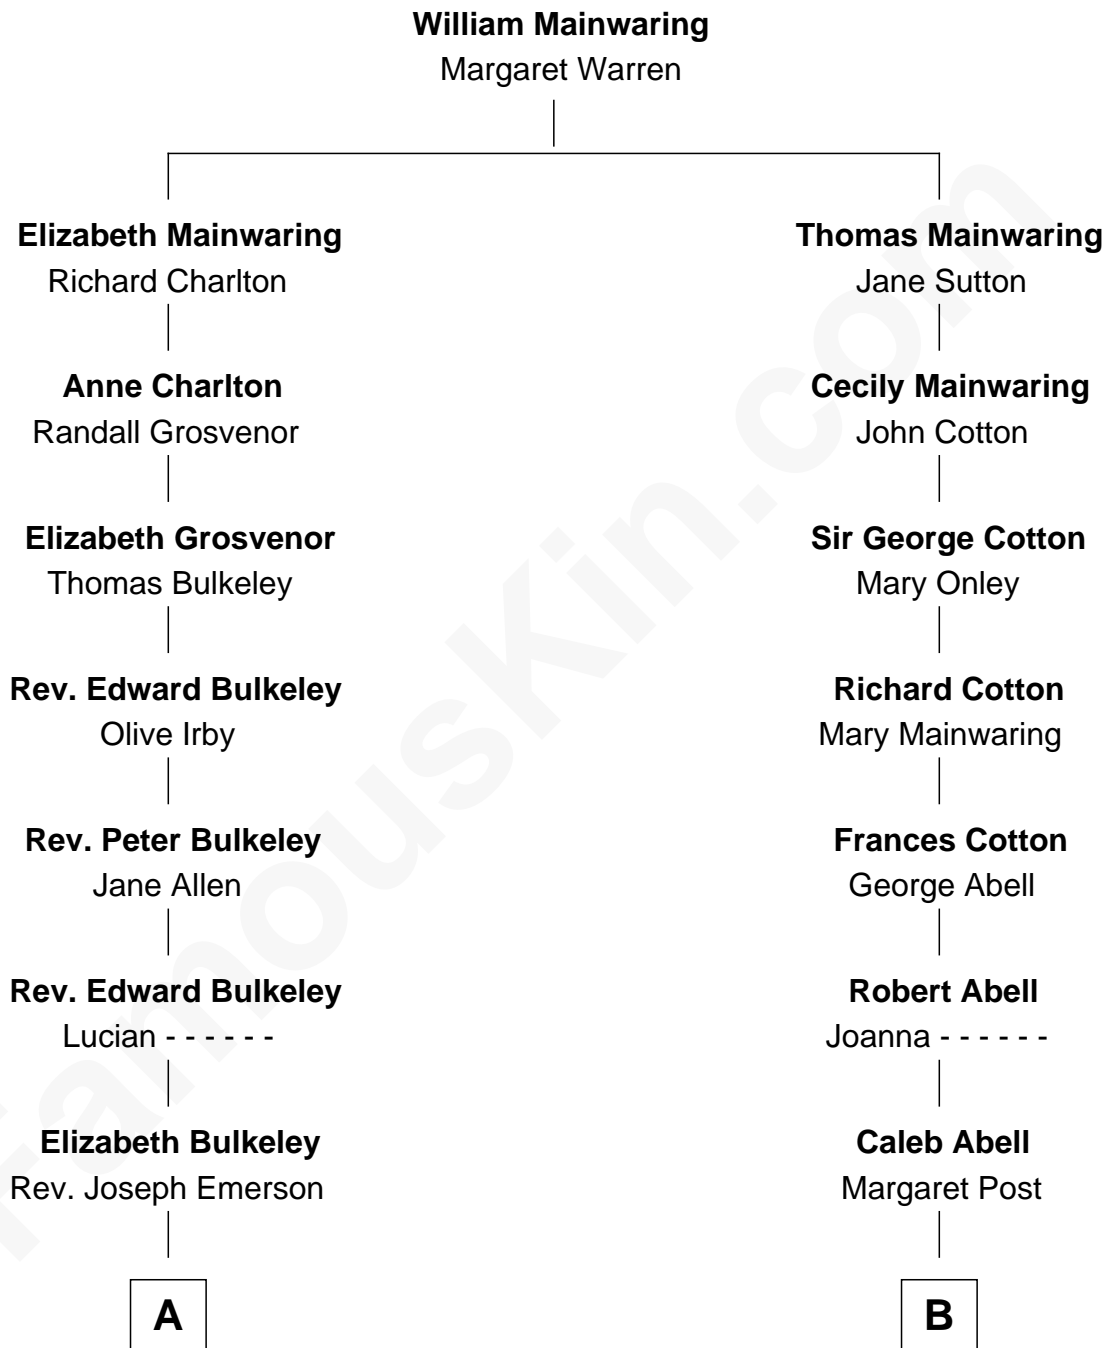 William Mainwaring
Margaret Warren
Elizabeth Mainwaring
Richard Charlton
Thomas Mainwaring
Jane Sutton
Anne Charlton
Randall Grosvenor
Cecily Mainwaring
John Cotton
Elizabeth Grosvenor
Thomas Bulkeley
Sir George Cotton
Mary Onley
Rev. Edward Bulkeley
Olive Irby
Richard Cotton
Mary Mainwaring
Rev. Peter Bulkeley
Jane Allen
Frances Cotton
George Abell
Rev. Edward Bulkeley
Lucian - - - - - -
Robert Abell
Joanna - - - - - -
Elizabeth Bulkeley
Rev. Joseph Emerson
Caleb Abell
Margaret Post
A
B
FamousKin.com